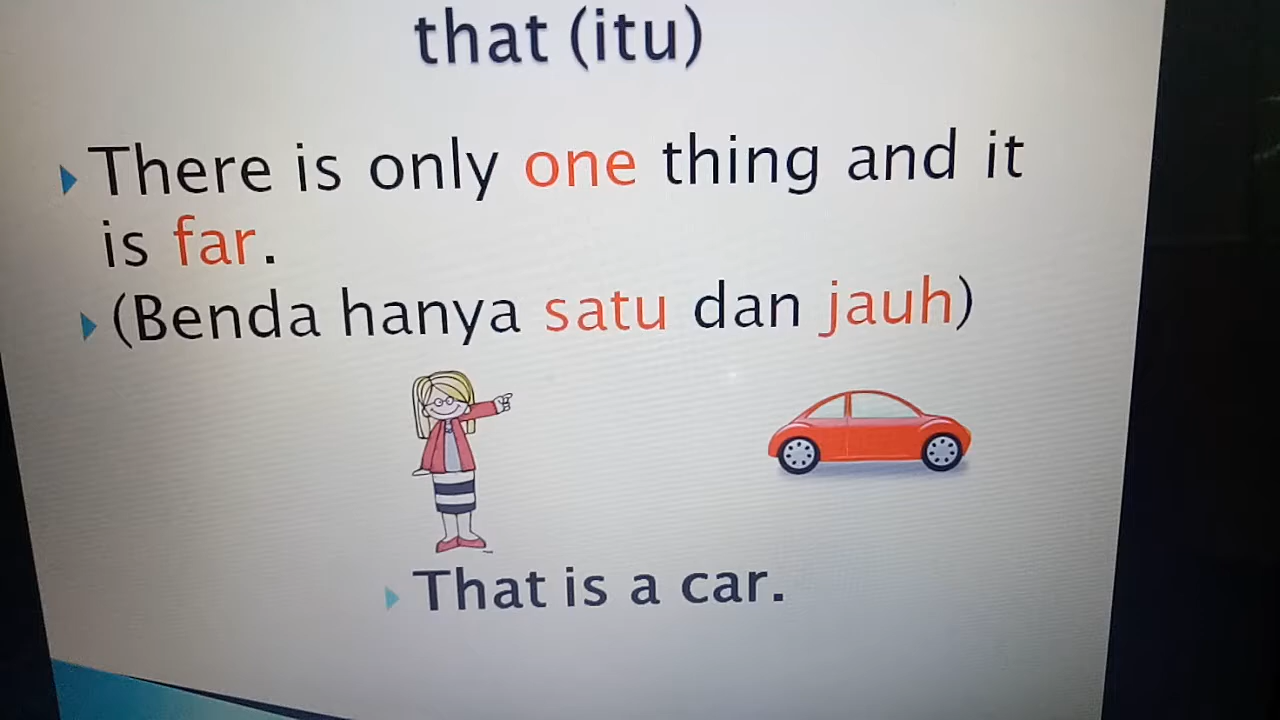 that (itu)
There is only one thing and it
is far.
(Benda hanya satu dan jauh)
That is a car.